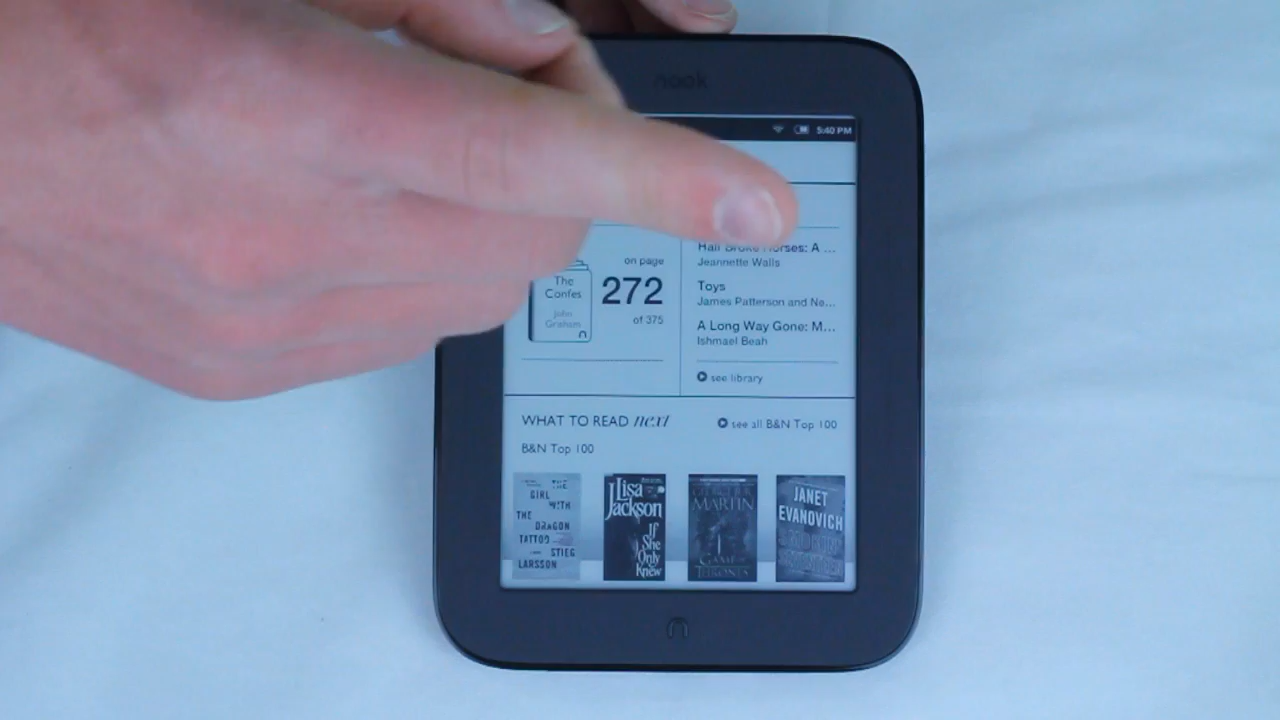 nook
5:40 PM
on page
272
of 375
The
Confes
John
Graham
Half Broke Horses: A ...
Jeannette Walls
Toys
James Patterson and Ne...
A Long Way Gone: M...
Ishmael Beah
see library
WHAT TO READ next
see all B&N Top 100
B&N Top 100
THE
GIRL
WITH
THE
DRAGON
TATTOO
STIEG
LARSSON
Lisa
Jackson
If
She
Only
Knew
GEORGE R.R.
MARTIN
A GAME OF
THRONES
JANET
EVANOVICH